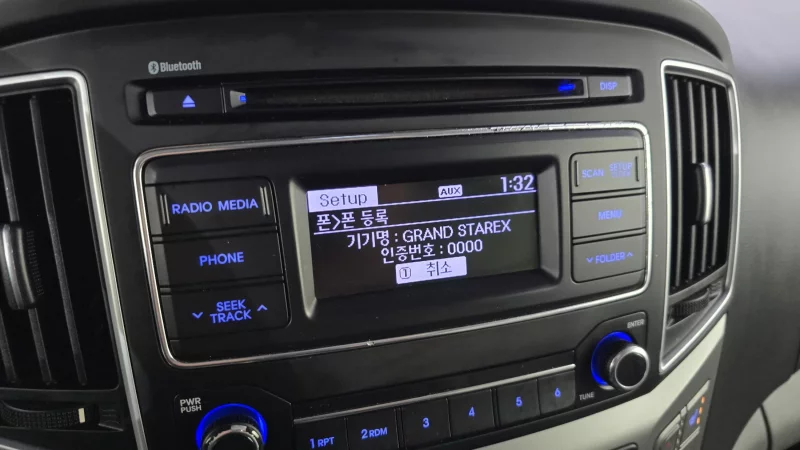 Bluetooth
DISP
RADIO MEDIA
PHONE
SEEK
TRACK
Setup
AUX
1:32
폰>폰 등록
기기명 : GRAND STAREX
인증번호 : 0000
① 취소
SCAN SETUP
MENU
FOLDER
PWR
PUSH
1 RPT
2 RDM
3
4
5
6
ENTER
TUNE